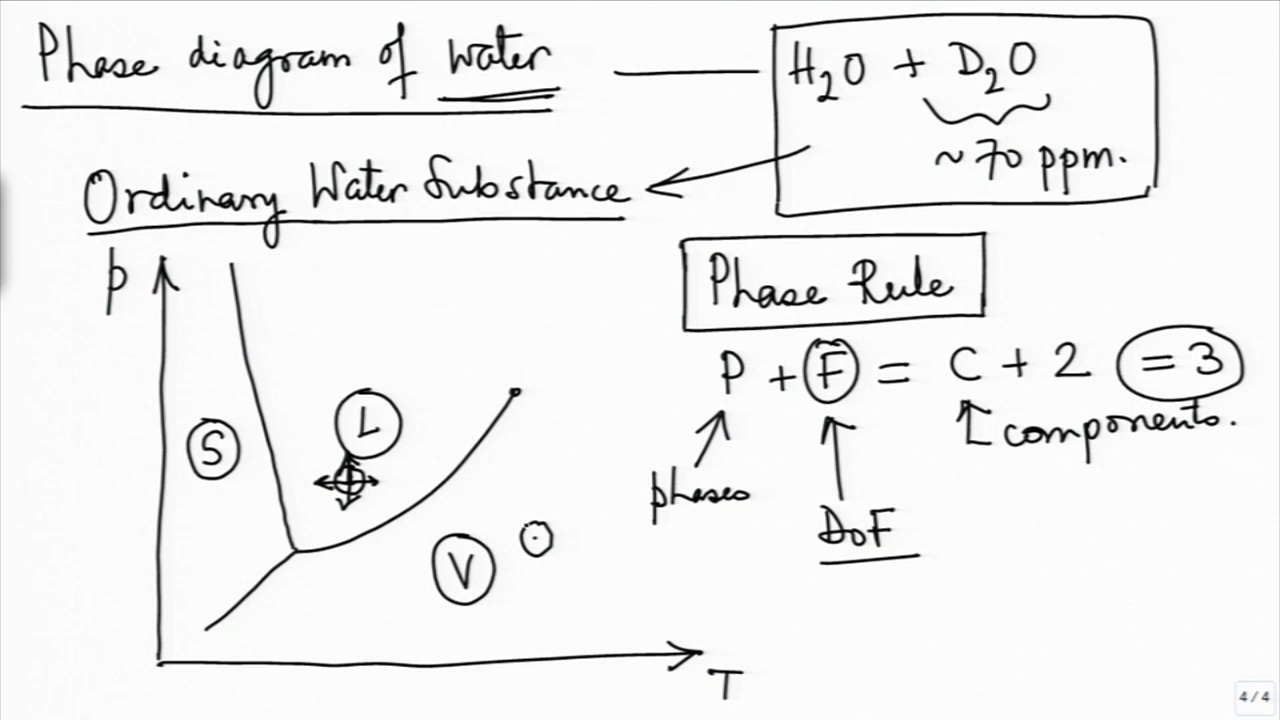 Phase diagram of water
H₂O + D₂O
~ 70 ppm.
Ordinary Water Substance
p
Phase Rule
P + F = C + 2 = 3
components.
phases
DoF
S
L
V
T
4/4